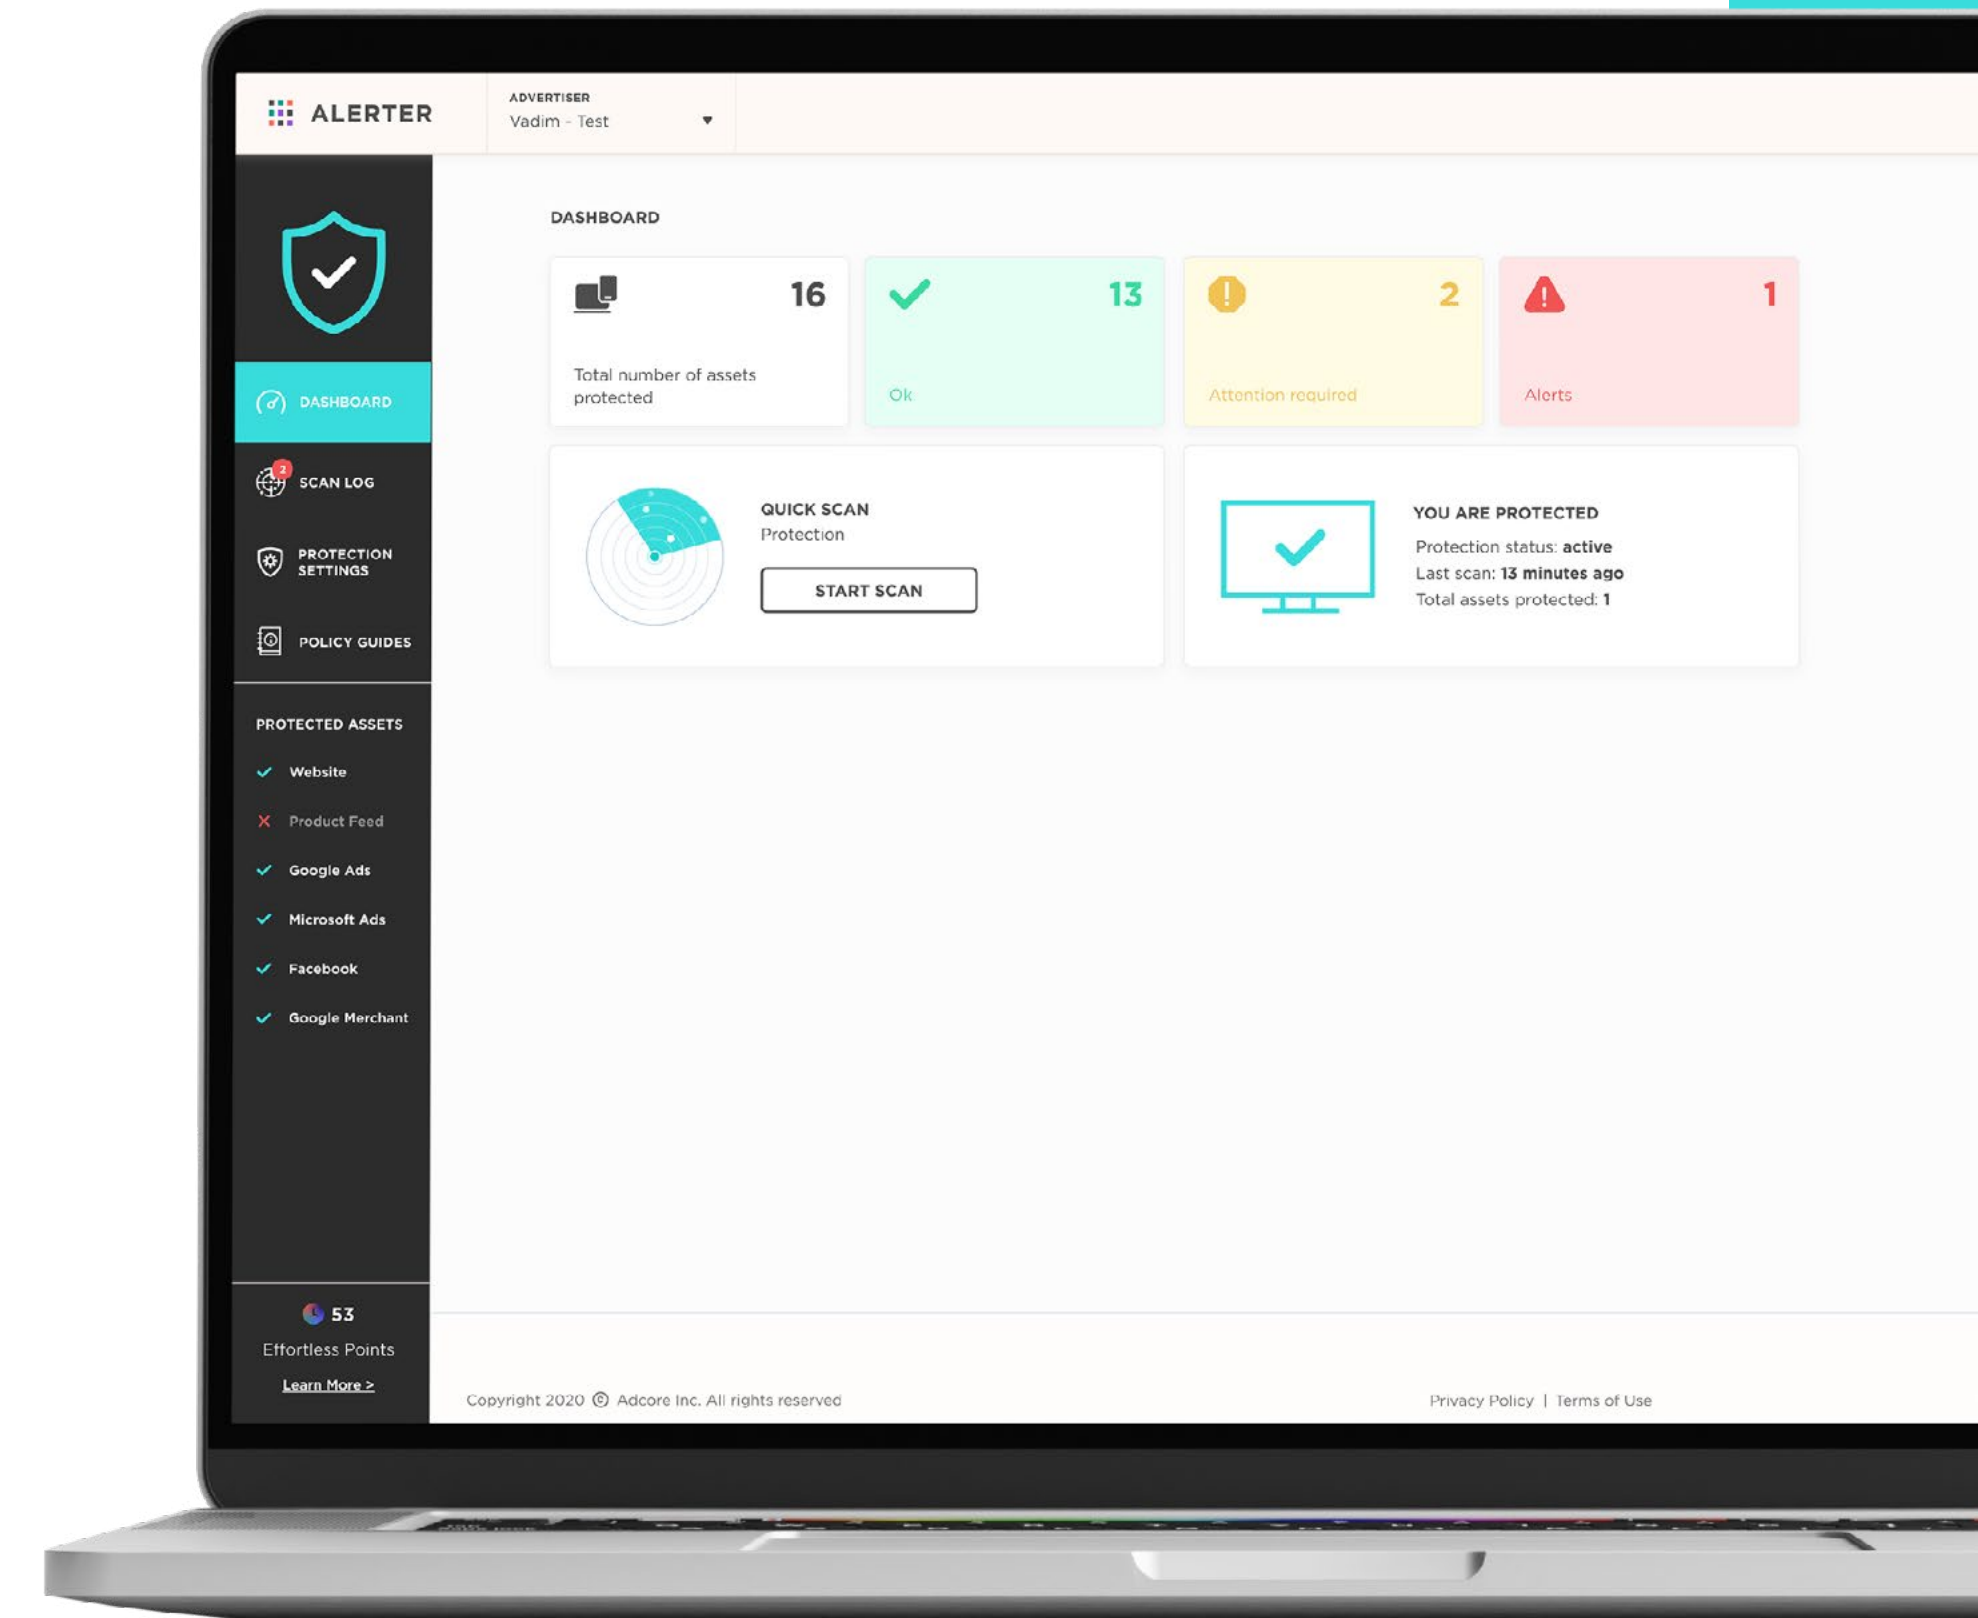 ALERTER
ADVERTISER
Vadim - Test
DASHBOARD
16
Total number of assets
protected
13
Ok
2
Attention required
1
Alerts
QUICK SCAN
Protection
START SCAN
YOU ARE PROTECTED
Protection status: active
Last scan: 13 minutes ago
Total assets protected: 1
DASHBOARD
2
SCAN LOG
PROTECTION
SETTINGS
POLICY GUIDES
PROTECTED ASSETS
Website
Product Feed
Google Ads
Microsoft Ads
Facebook
Google Merchant
53
Effortless Points
Learn More >
Copyright 2020 © Adcore Inc. All rights reserved
Privacy Policy | Terms of Use